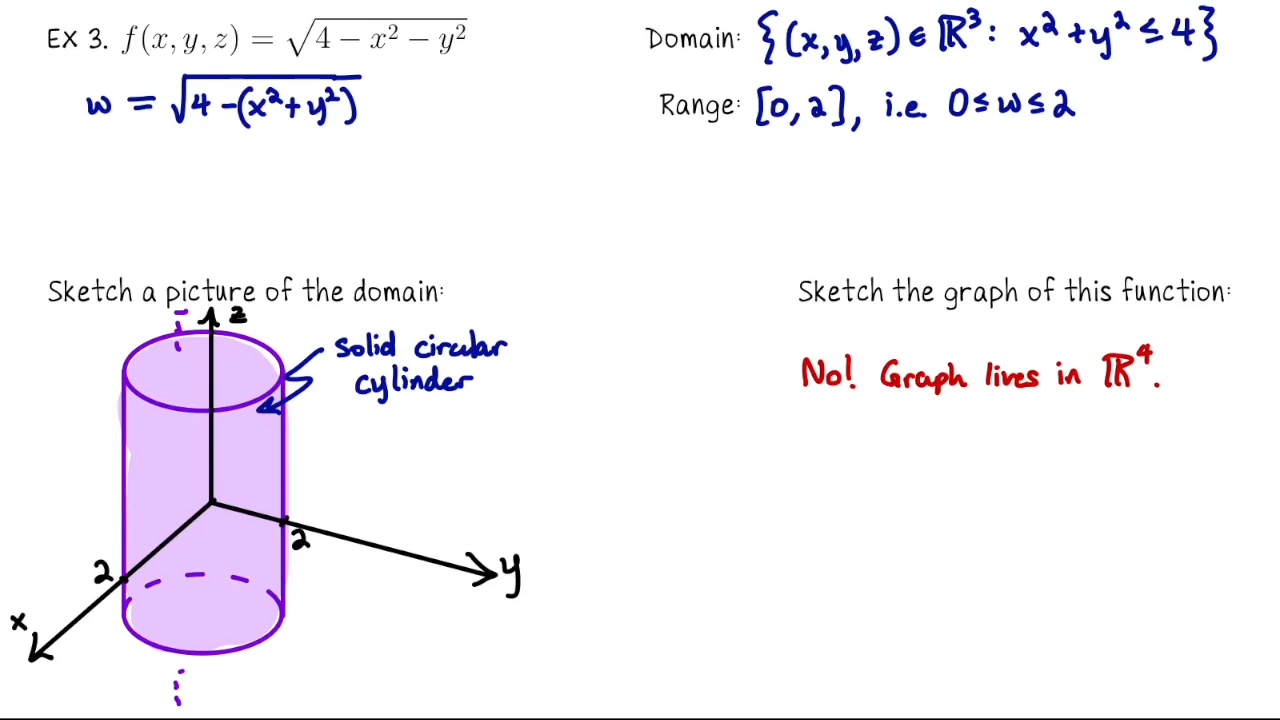 EX 3. f(x, y, z) = √(4 − x² − y²)
w = √(4 -(x² + y²))
Domain: {(x, y, z) ∈ ℝ³: x² + y² ≤ 4}
Range: [0, 2], i.e. 0 ≤ w ≤ 2
Sketch a picture of the domain:
z
solid circular
cylinder
2
2
y
x
Sketch the graph of this function:
No! Graph lives in ℝ⁴.